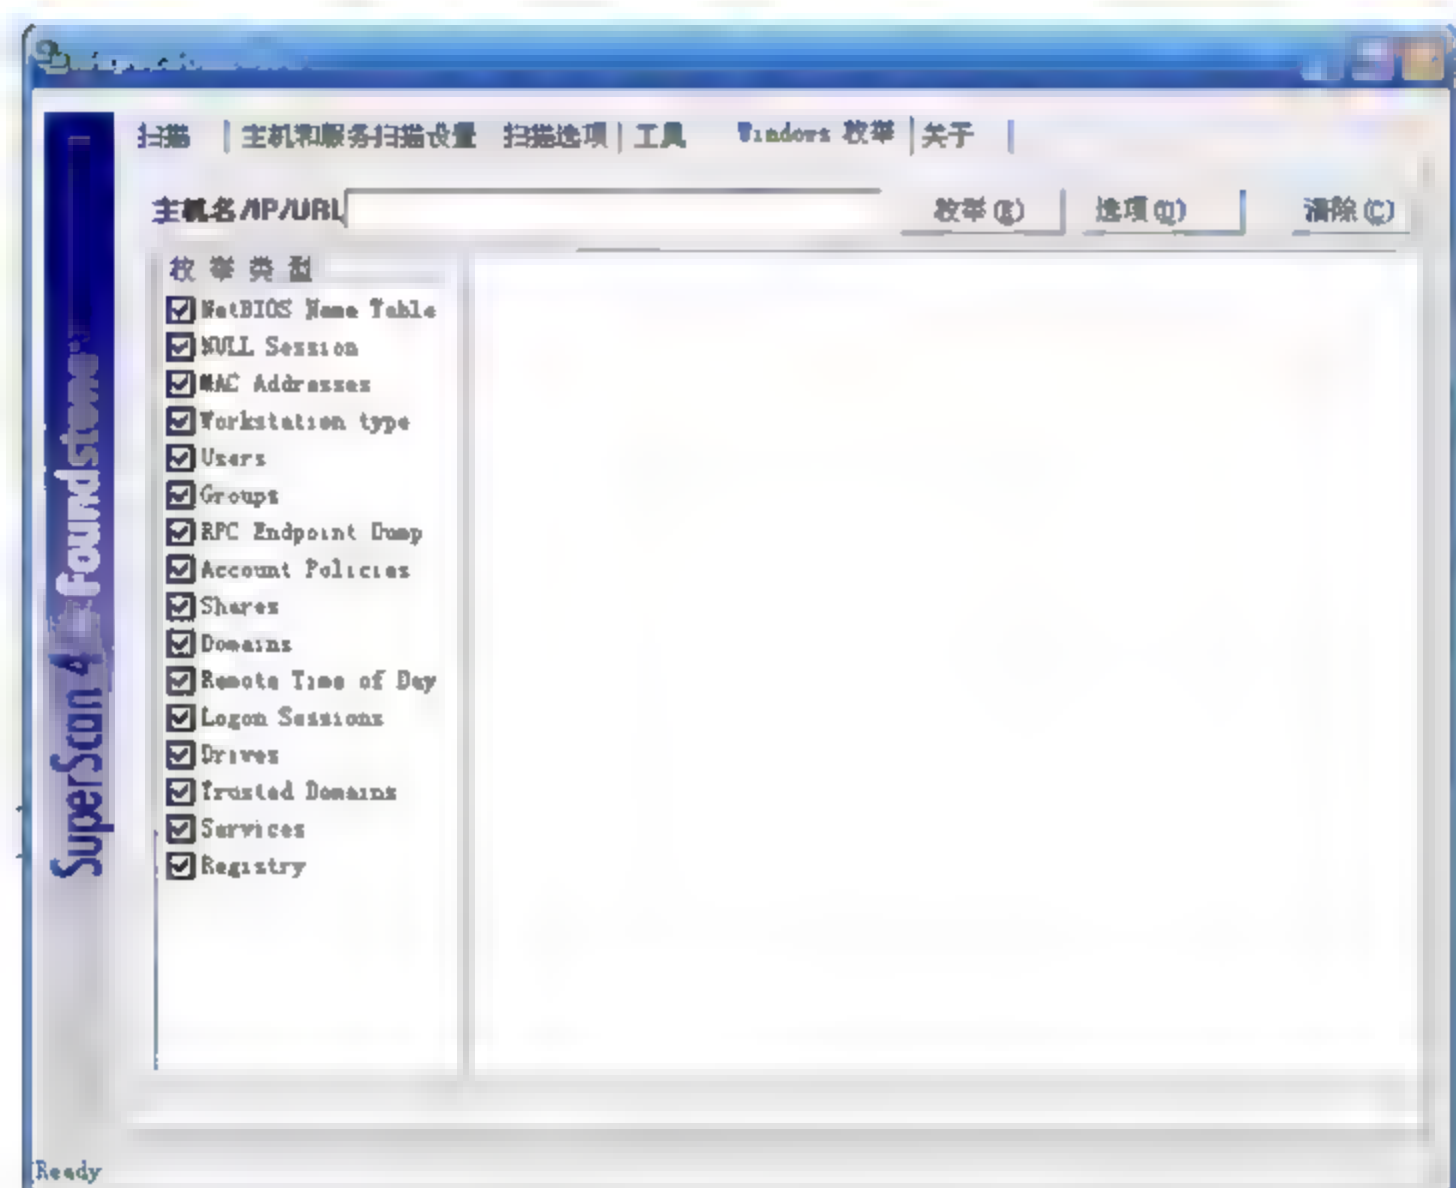 扫描 主机和服务扫描设置 扫描选项 工具 Windows 枚举 关于
主机名/IP/URL 枚举(E) 选项(O) 清除(C)
枚举类型
NetBIOS Name Table
NULL Session
MAC Addresses
Workstation type
Users
Groups
RPC Endpoint Dump
Account Policies
Shares
Domains
Remote Time of Day
Logon Sessions
Drives
Trusted Domains
Services
Registry
SuperScan 4 Foundstone
Ready